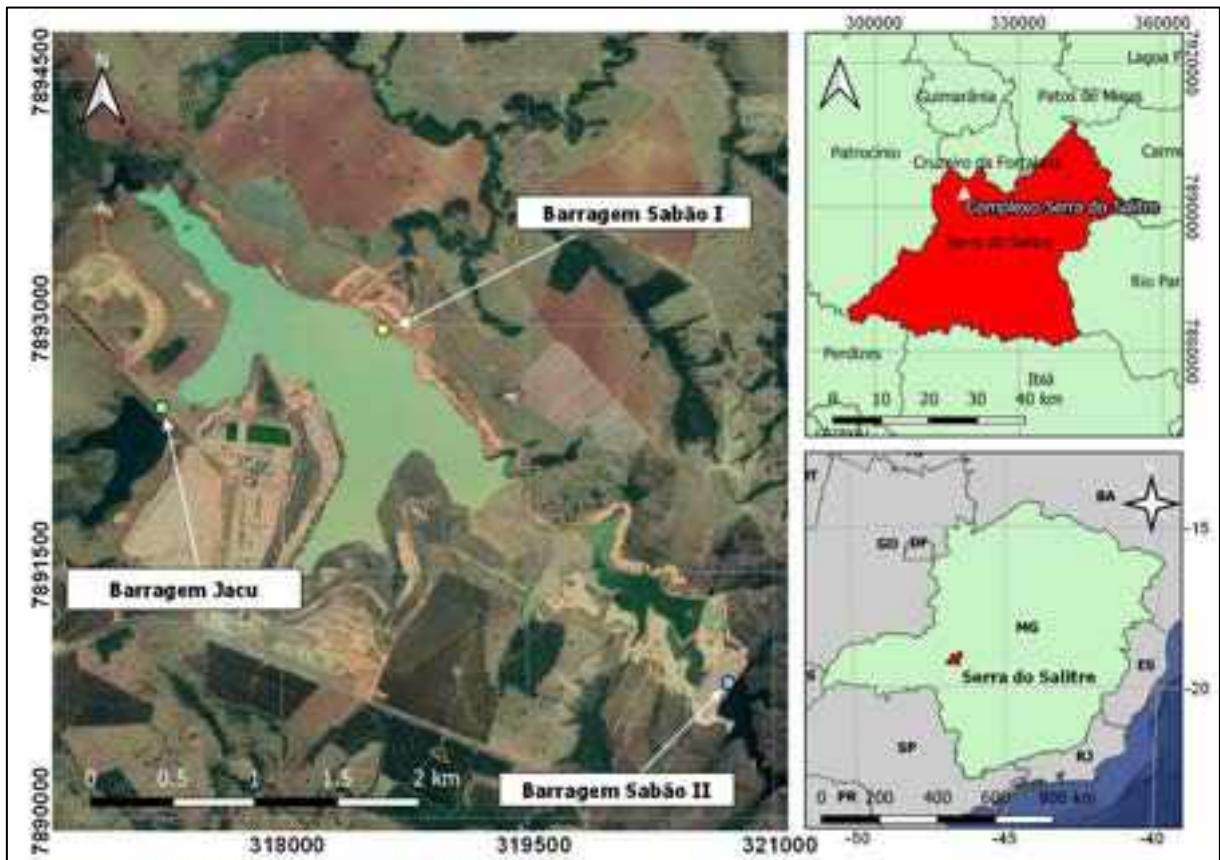 7894500
7893000
7891500
7890000
N
Barragem Sabão I
Barragem Jacu
Barragem Sabão II
0 0.5 1 1.5 2 km
318000 319500 321000
300000 330000 360000
7920000
7890000
7860000
Guimarânia
Patos de Minas
Patrocínio
Cruzeiro da Fortaleza
Complexo Serra do Salitre
Serra do Salitre
Rio Par
Perdizes
Ibiá
0 10 20 30 40 km
BA
GO DF
MG
ES
Serra do Salitre
SP
RJ
PR
0 200 400 600 800 km
-15
-20
-50 -45 -40